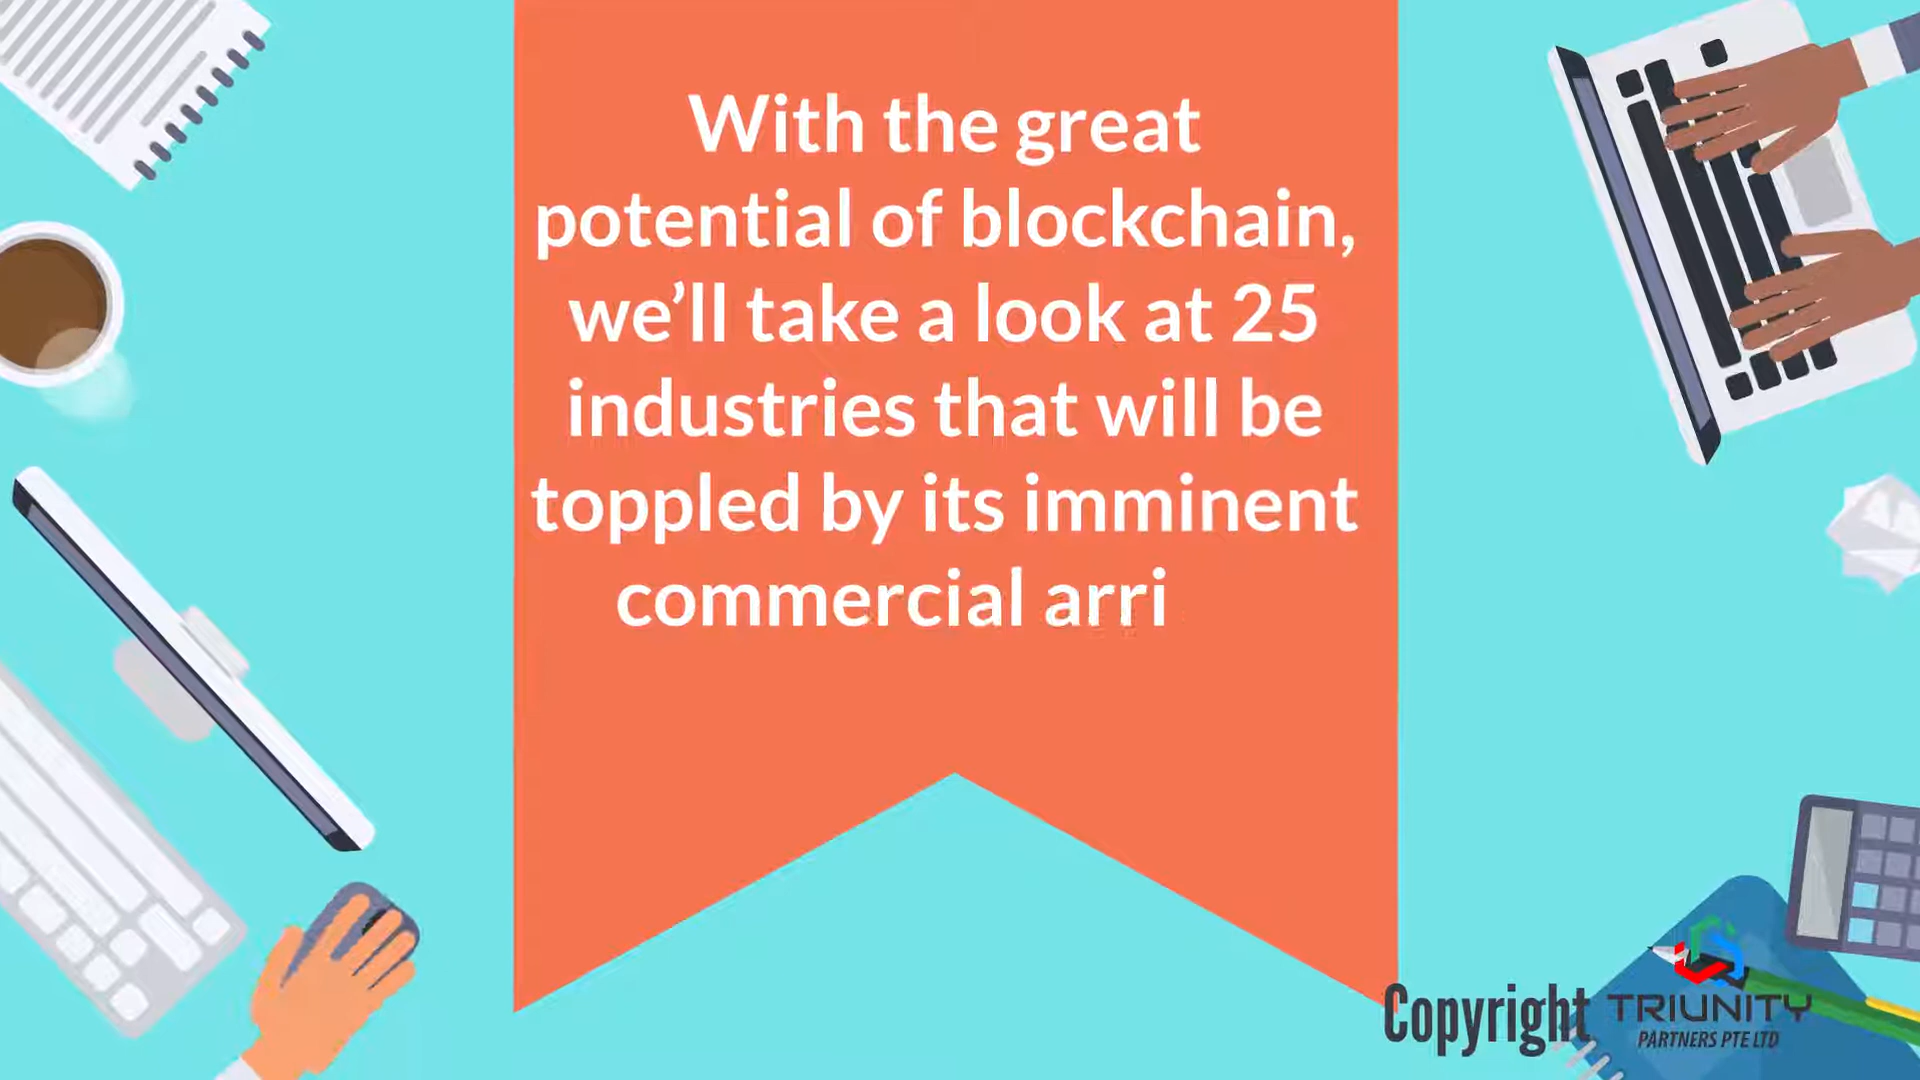 With the great
potential of blockchain,
we’ll take a look at 25
industries that will be
toppled by its imminent
commercial arri
Copyright TRIUNITY
PARTNERS PTE LTD